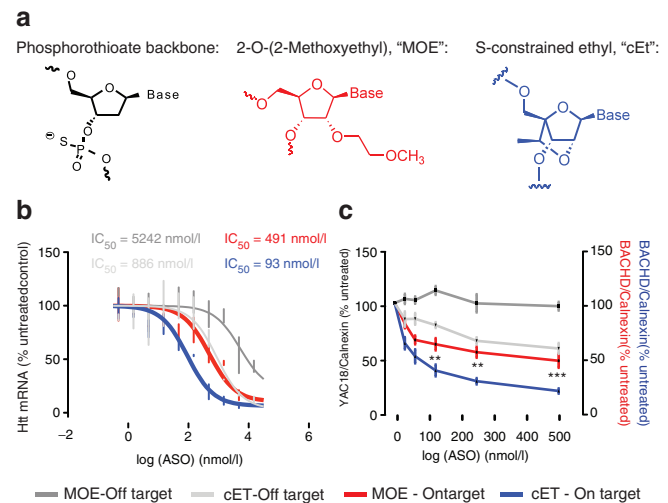 a
Phosphorothioate backbone:
2-O-(2-Methoxyethyl), “MOE”:
S-constrained ethyl, “cEt”:
O
O
Base
O
⊖
S
P
O
O
O
O
Base
O
O
OCH3
O
O
Base
O
O
b
IC50 = 5242 nmol/l
IC50 = 491 nmol/l
IC50 = 886 nmol/l
IC50 = 93 nmol/l
Htt mRNA (% untreatedcontrol)
150
100
50
0
−2
0
2
4
6
log (ASO) (nmol/l)
c
YAC18/Calnexin (% untreated)
150
100
50
0
**
**
***
0
100
200
300
400
500
log (ASO) (nmol/l)
150
100
50
0
BACHD/Calnexin(% untreated)
BACHD/Calnexin(% untreated)
MOE-Off target
cET-Off target
MOE - Ontarget
cET - On target